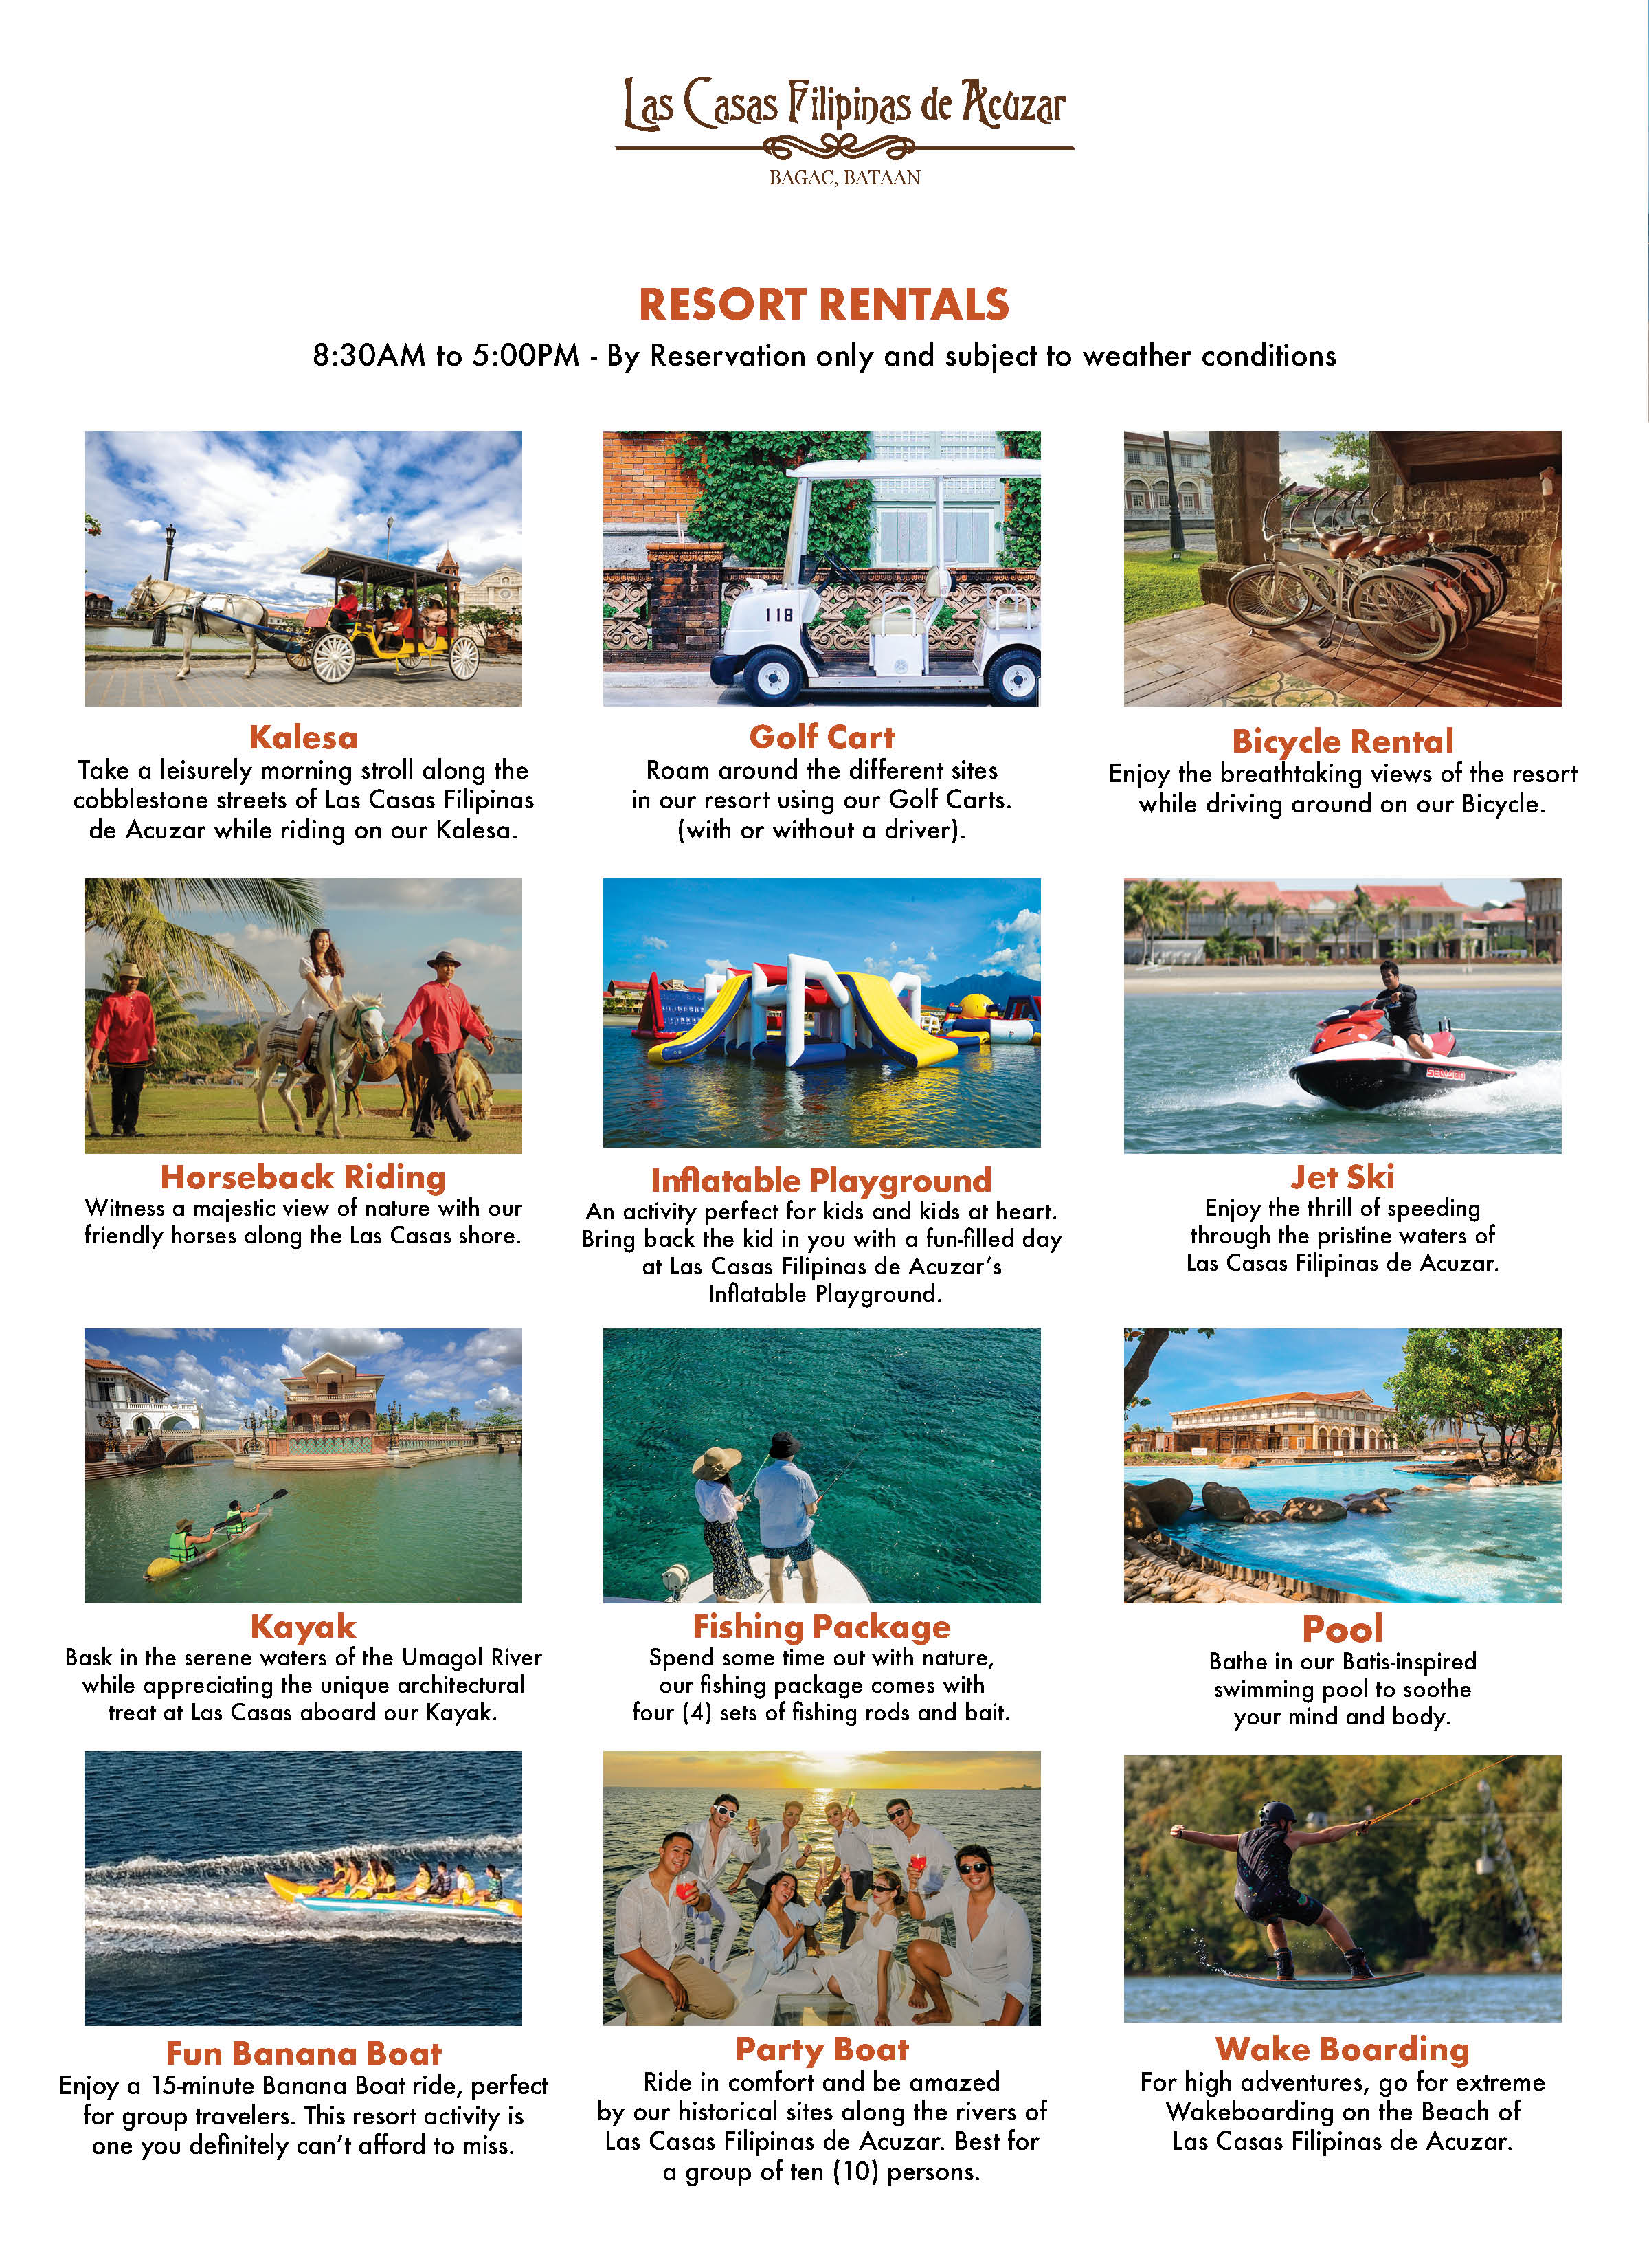 Las Casas Filipinas de Acuzar
BAGAC, BATAAN
RESORT RENTALS
8:30AM to 5:00PM - By Reservation only and subject to weather conditions
118
Kalesa
Take a leisurely morning stroll along the
cobblestone streets of Las Casas Filipinas
de Acuzar while riding on our Kalesa.
Golf Cart
Roam around the different sites
in our resort using our Golf Carts.
(with or without a driver).
Bicycle Rental
Enjoy the breathtaking views of the resort
while driving around on our Bicycle.
SEA-DOO
Horseback Riding
Witness a majestic view of nature with our
friendly horses along the Las Casas shore.
Inflatable Playground
An activity perfect for kids and kids at heart.
Bring back the kid in you with a fun-filled day
at Las Casas Filipinas de Acuzar's
Inflatable Playground.
Jet Ski
Enjoy the thrill of speeding
through the pristine waters of
Las Casas Filipinas de Acuzar.
Kayak
Bask in the serene waters of the Umagol River
while appreciating the unique architectural
treat at Las Casas aboard our Kayak.
Fishing Package
Spend some time out with nature,
our fishing package comes with
four (4) sets of fishing rods and bait.
Pool
Bathe in our Batis-inspired
swimming pool to soothe
your mind and body.
Fun Banana Boat
Enjoy a 15-minute Banana Boat ride, perfect
for group travelers. This resort activity is
one you definitely can't afford to miss.
Party Boat
Ride in comfort and be amazed
by our historical sites along the rivers of
Las Casas Filipinas de Acuzar. Best for
a group of ten (10) persons.
Wake Boarding
For high adventures, go for extreme
Wakeboarding on the Beach of
Las Casas Filipinas de Acuzar.